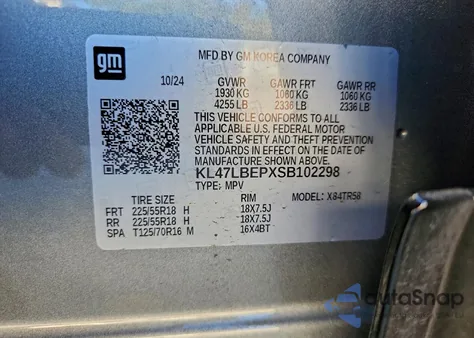 gm
MFD BY GM KOREA COMPANY
10/24 GVWR GAWR FRT GAWR RR
1930 KG 1060 KG 1060 KG
4255 LB 2336 LB 2336 LB
THIS VEHICLE CONFORMS TO ALL
APPLICABLE U.S. FEDERAL MOTOR
VEHICLE SAFETY AND THEFT PREVENTION
STANDARDS IN EFFECT ON THE DATE OF
MANUFACTURE SHOWN ABOVE.
KL47LBEPXSB102298
TYPE: MPV MODEL: X84TR58
TIRE SIZE RIM
FRT 225/55R18 H 18X7.5J
RR 225/55R18 H 18X7.5J
SPA T125/70R16 M 16X4BT
autoSnap